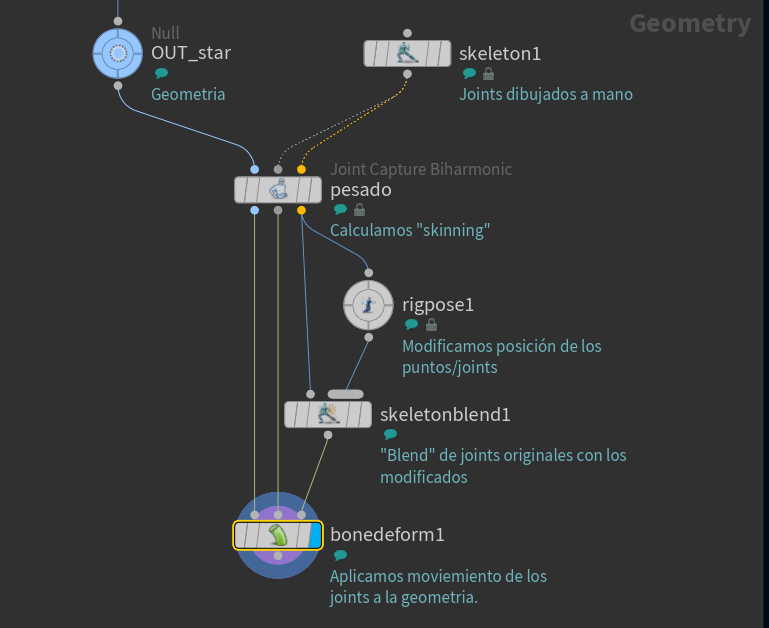 Geometry
Null
OUT_star
Geometria
skeleton1
Joints dibujados a mano
Joint Capture Biharmonic
pesado
Calculamos "skinning"
rigpose1
Modificamos posición de los
puntos/joints
skeletonblend1
"Blend" de joints originales con los
modificados
bonedeform1
Aplicamos moviemiento de los
joints a la geometria.